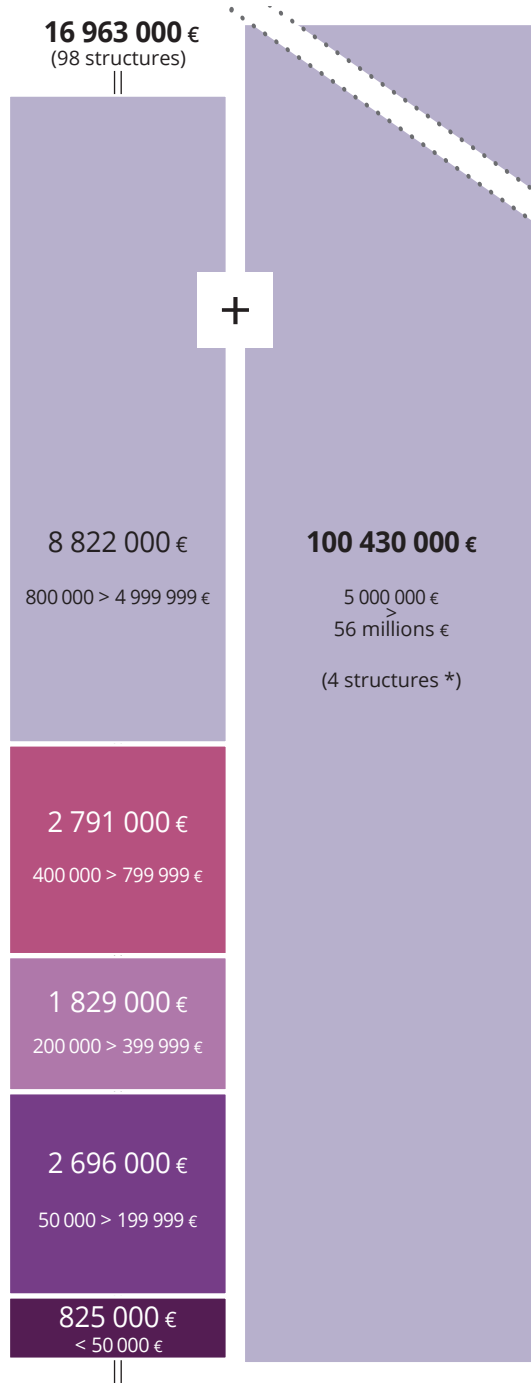 16 963 000 €
(98 structures)
+
8 822 000 €
800 000 > 4 999 999 €
100 430 000 €
5 000 000 €
>
56 millions €
(4 structures *)
2 791 000 €
400 000 > 799 999 €
1 829 000 €
200 000 > 399 999 €
2 696 000 €
50 000 > 199 999 €
825 000 €
< 50 000 €